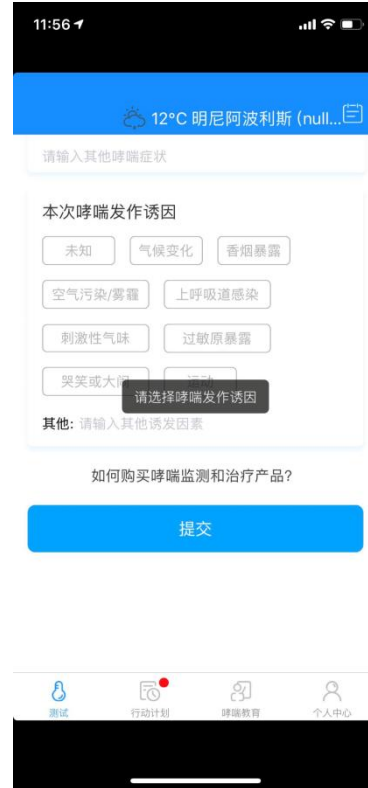 11:56
12°C 明尼阿波利斯 (null...
请输入其他哮喘症状
本次哮喘发作诱因
未知 气候变化 香烟暴露
空气污染/雾霾 上呼吸道感染
刺激性气味 过敏原暴露
哭笑或大闹 运动
请选择哮喘发作诱因
其他: 请输入其他诱发因素
如何购买哮喘监测和治疗产品?
提交
测试 行动计划 哮喘教育 个人中心